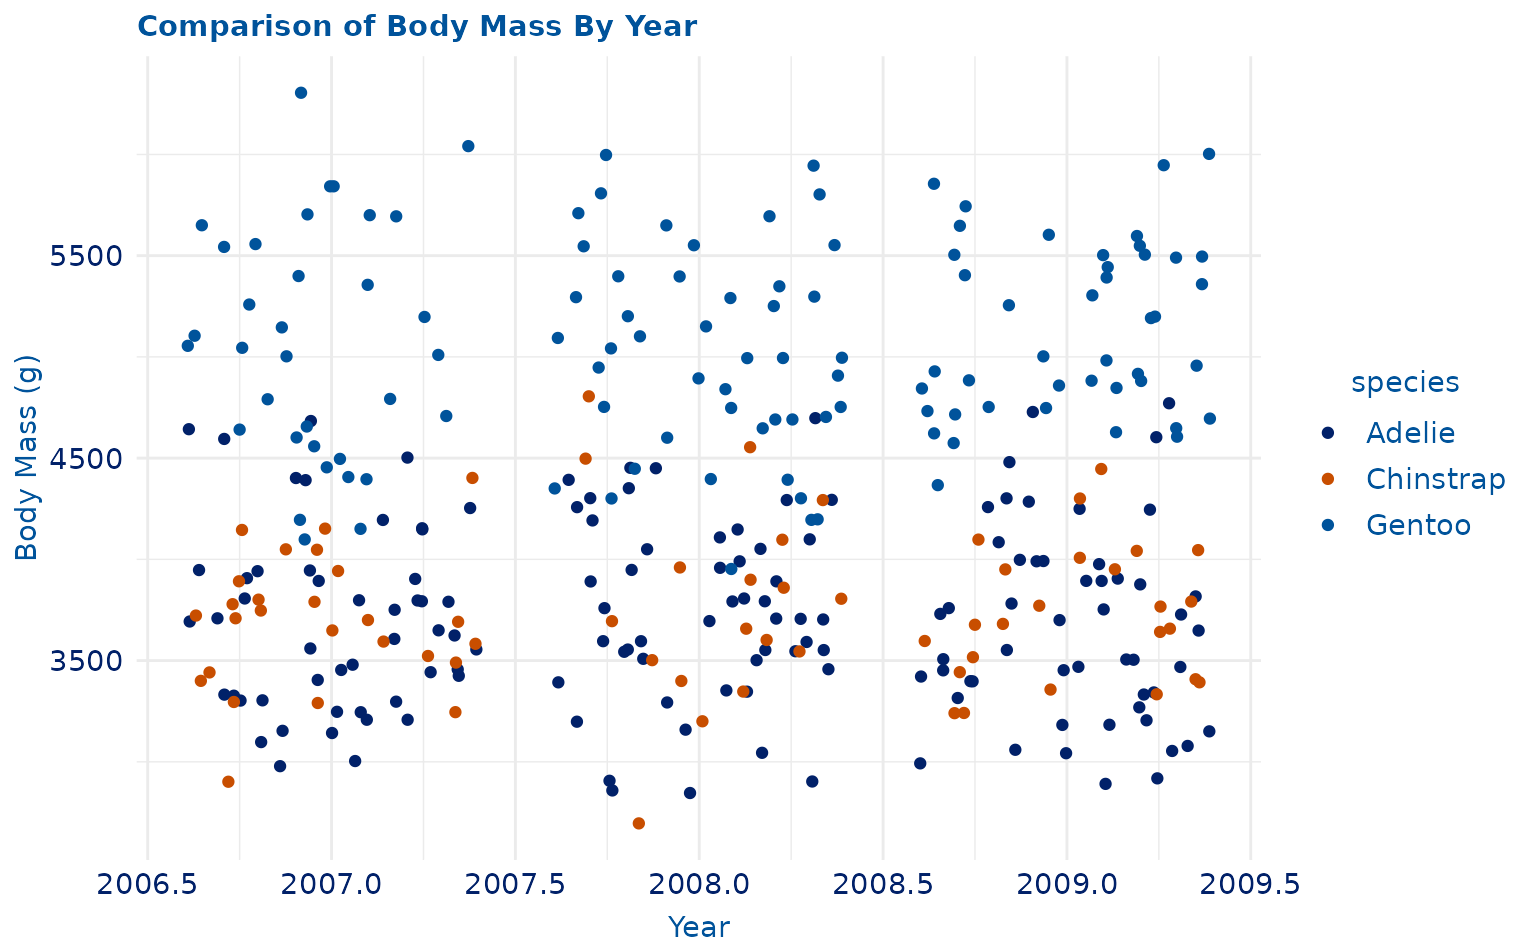 Comparison of Body Mass By Year
Body Mass (g)
5500
4500
3500
2006.5 2007.0 2007.5 2008.0 2008.5 2009.0 2009.5
Year
species
Adelie
Chinstrap
Gentoo